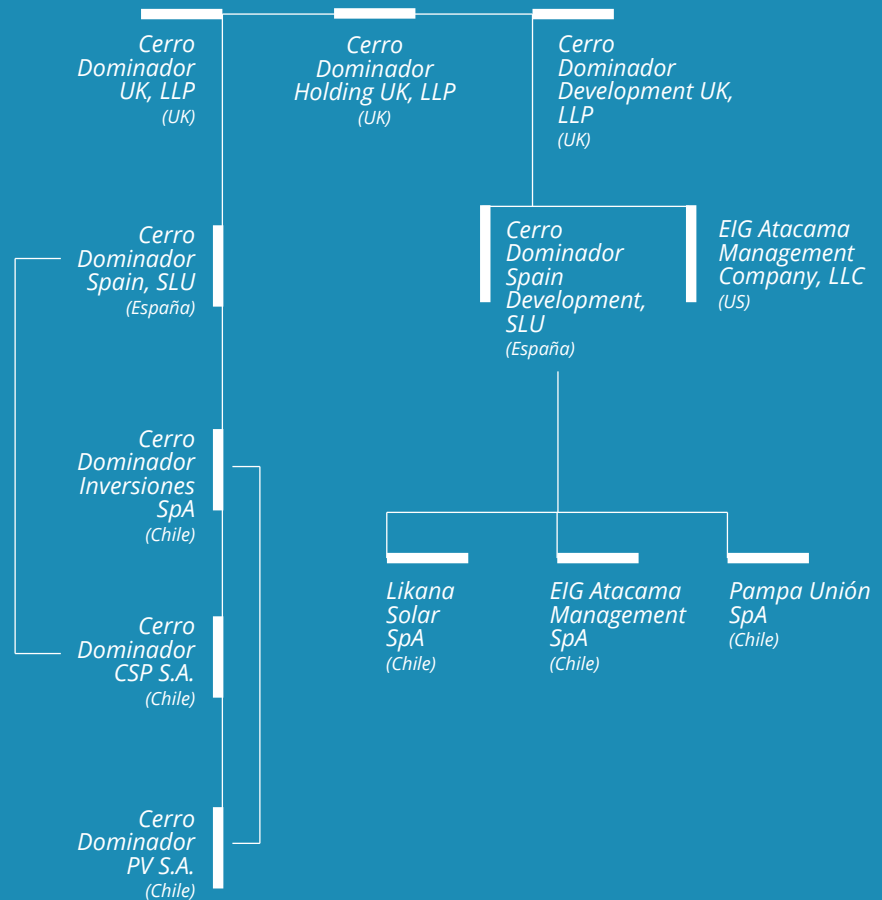 Cerro
Dominador
UK, LLP
(UK)
Cerro
Dominador
Holding UK, LLP
(UK)
Cerro
Dominador
Development UK,
LLP
(UK)
Cerro
Dominador
Spain, SLU
(España)
Cerro
Dominador
Spain
Development,
SLU
(España)
EIG Atacama
Management
Company, LLC
(US)
Cerro
Dominador
Inversiones
SpA
(Chile)
Cerro
Dominador
CSP S.A.
(Chile)
Likana
Solar
SpA
(Chile)
EIG Atacama
Management
SpA
(Chile)
Pampa Unión
SpA
(Chile)
Cerro
Dominador
PV S.A.
(Chile)